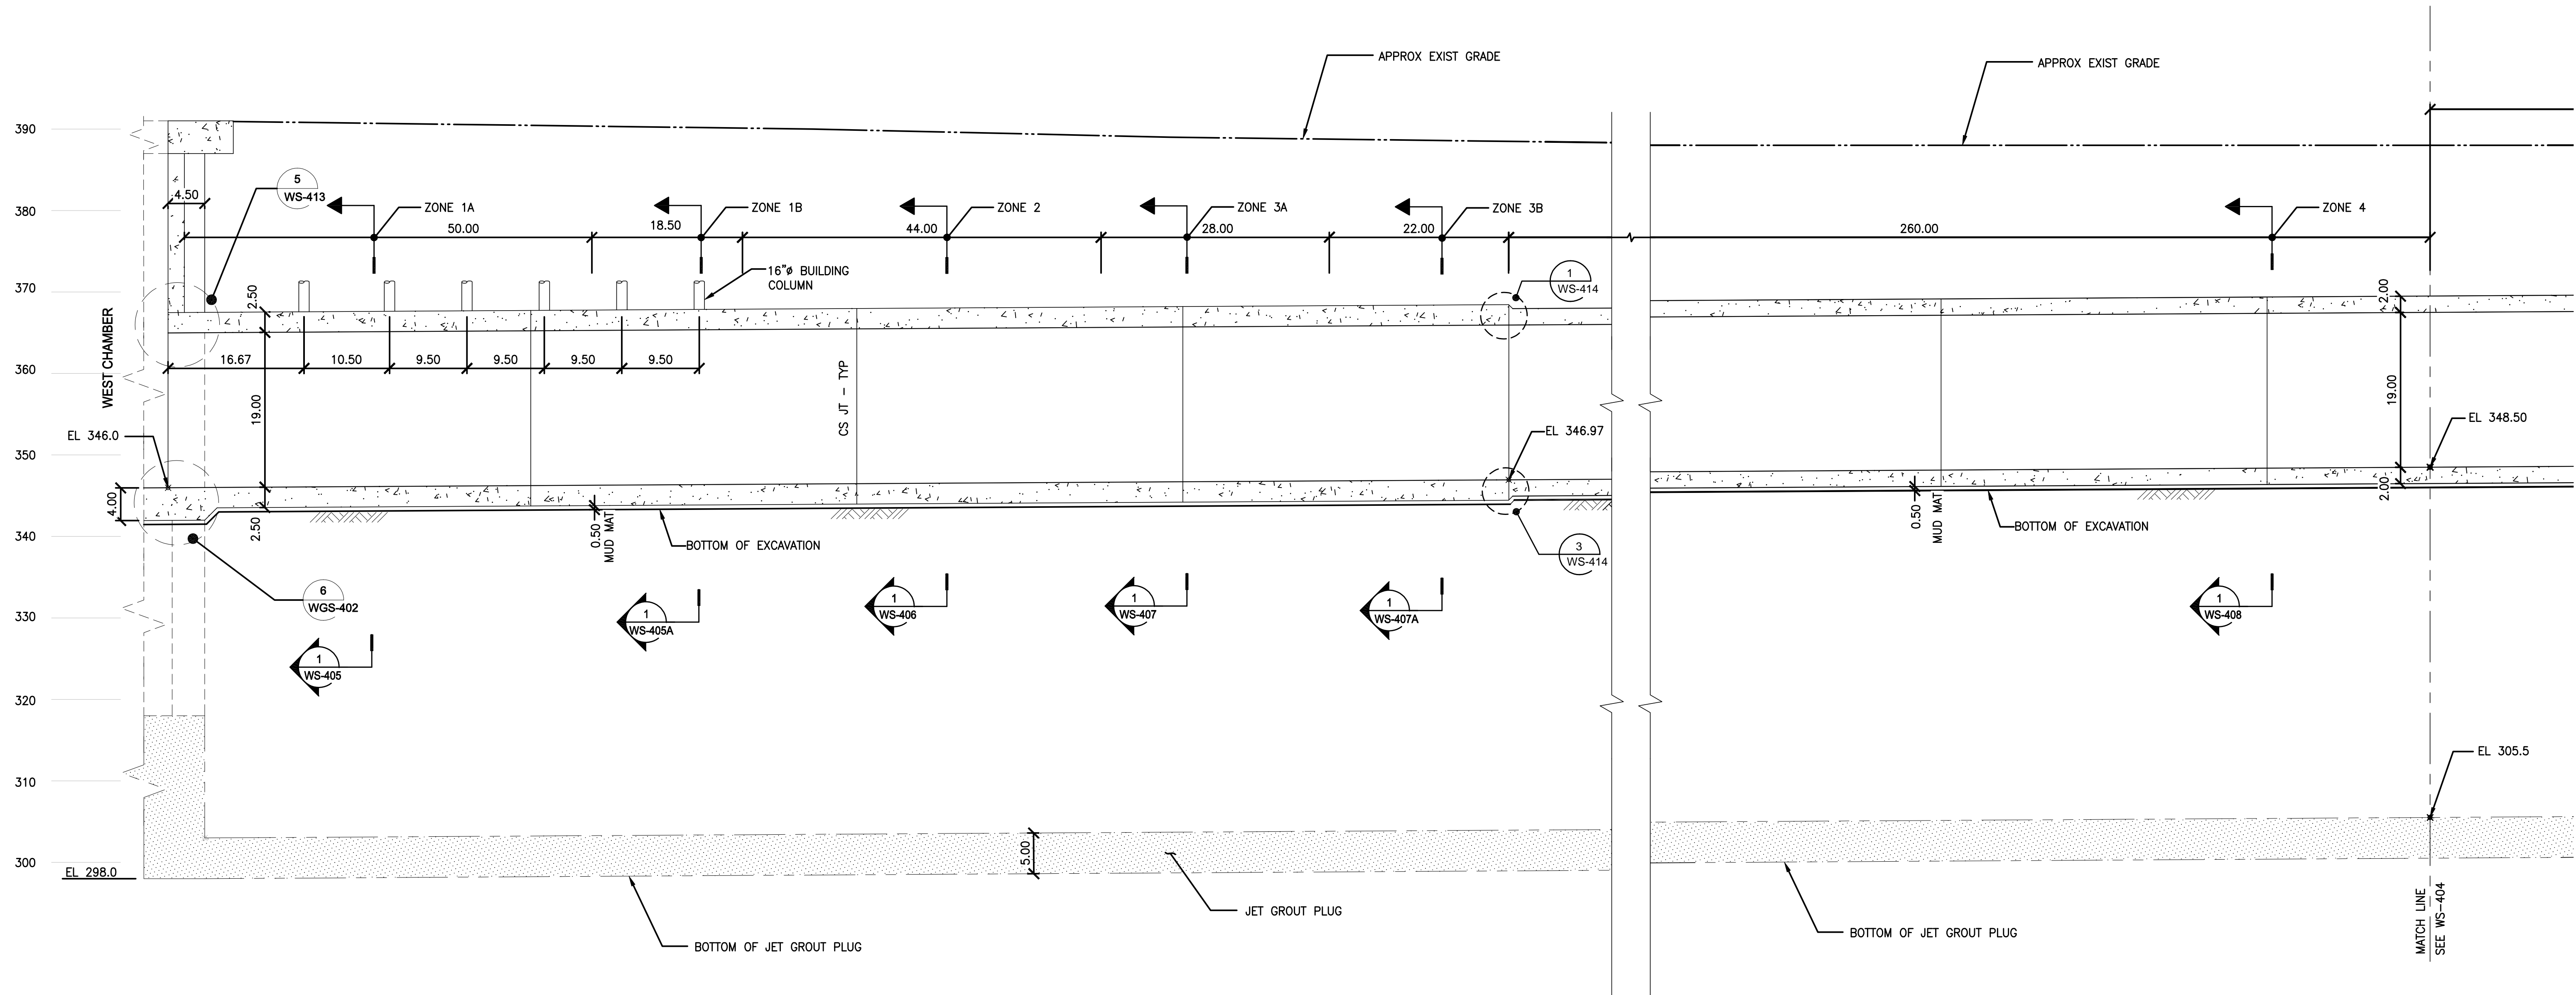 APPROX EXIST GRADE
APPROX EXIST GRADE
390
380
370
360
350
340
330
320
310
300
EL 298.0
WEST CHAMBER
EL 346.0
4.00
4.50
5
WS-413
ZONE 1A
ZONE 1B
ZONE 2
ZONE 3A
ZONE 3B
ZONE 4
50.00
18.50
44.00
28.00
22.00
260.00
16"ø BUILDING
COLUMN
1
WS-414
2.50
2.00
16.67
10.50
9.50
9.50
9.50
9.50
19.00
CS JT - TYP
19.00
EL 346.97
EL 348.50
2.50
0.50
MUD MAT
BOTTOM OF EXCAVATION
3
WS-414
0.50
MUD MAT
BOTTOM OF EXCAVATION
2.00
6
WGS-402
1
WS-405
1
WS-405A
1
WS-406
1
WS-407
1
WS-407A
1
WS-408
EL 305.5
5.00
JET GROUT PLUG
BOTTOM OF JET GROUT PLUG
BOTTOM OF JET GROUT PLUG
MATCH LINE
SEE WS-404